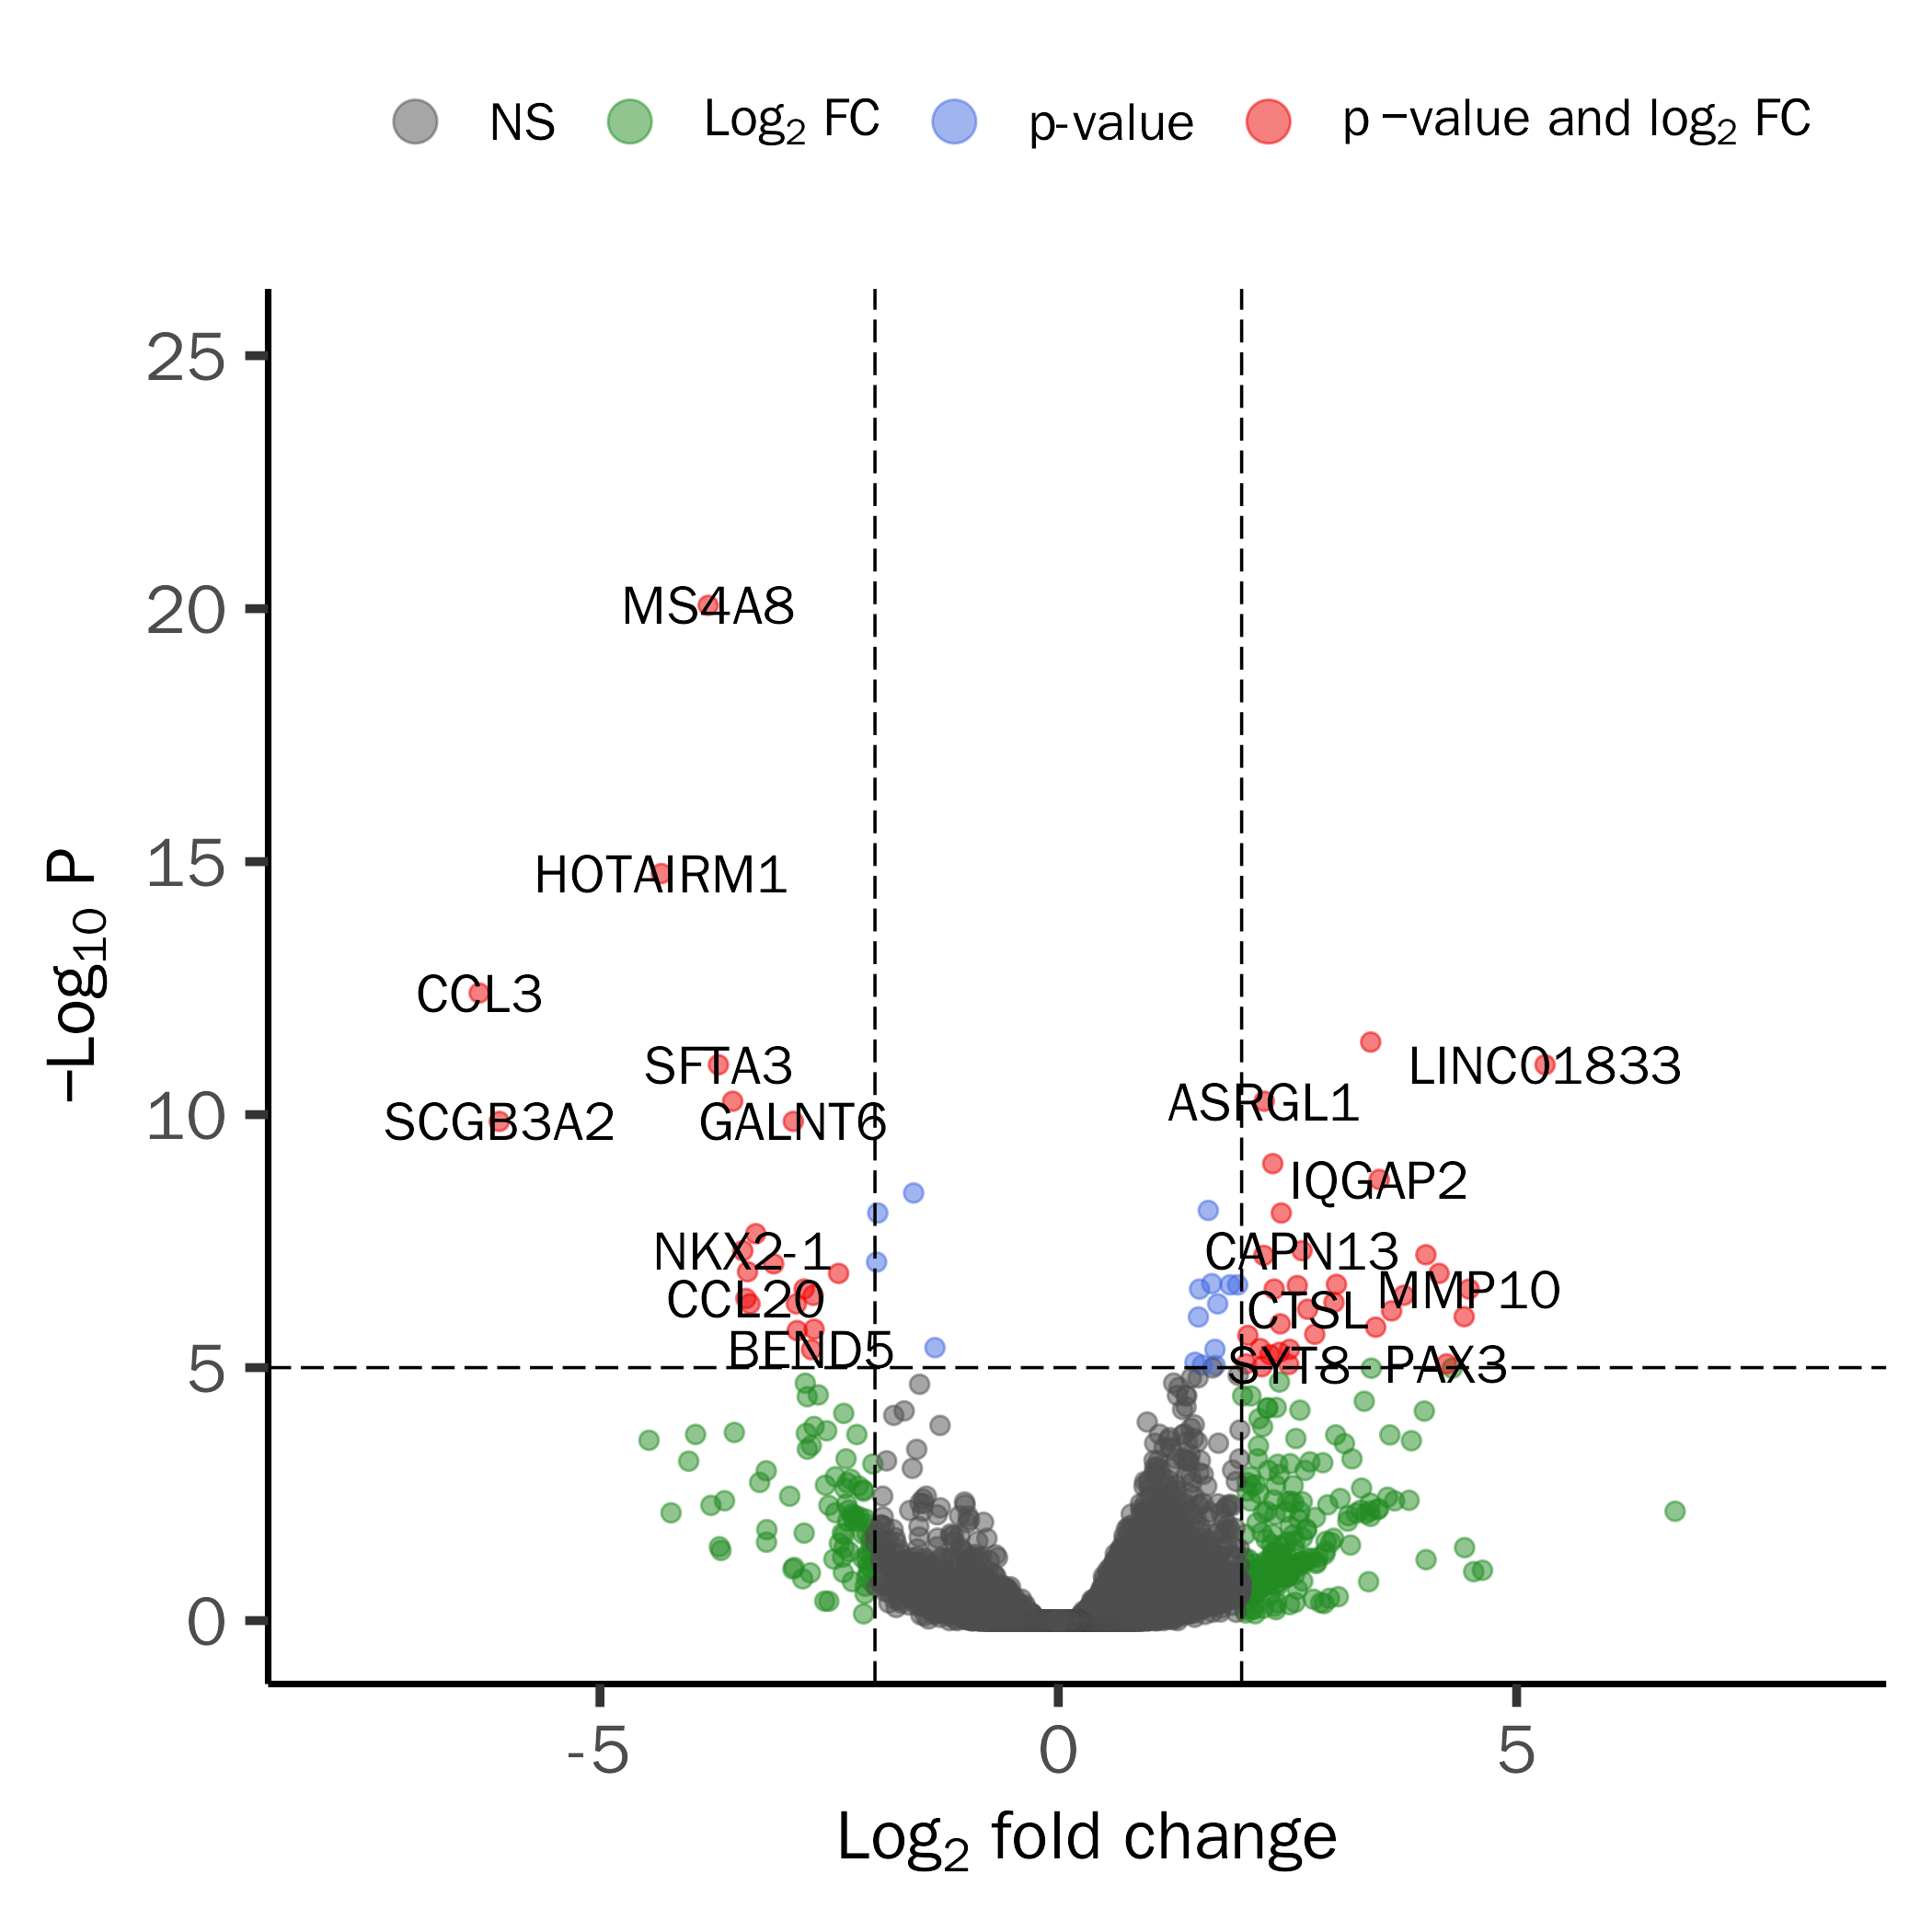 NS Log2 FC p-value p −value and log2 FC
25
20
15
10
5
0
−Log10 P
MS4A8
HOTAIRM1
CCL3
SFTA3
LINC01833
ASRGL1
SCGB3A2 GALNT6
IQGAP2
NKX2-1 CAPN13
CCL20 CTSL MMP10
BEND5
SYT8 PAX3
-5 0 5
Log2 fold change